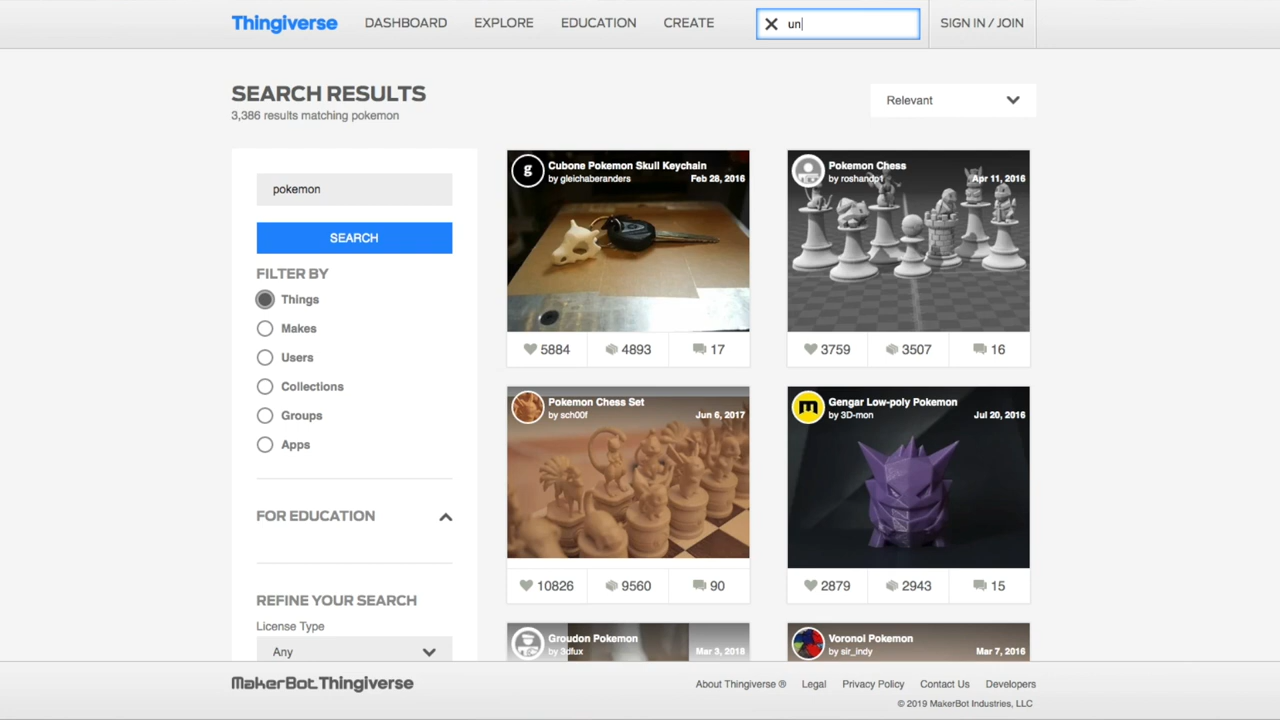 Thingiverse DASHBOARD EXPLORE EDUCATION CREATE un SIGN IN / JOIN
SEARCH RESULTS
3,386 results matching pokemon
Relevant
pokemon
SEARCH
FILTER BY
Things
Makes
Users
Collections
Groups
Apps
FOR EDUCATION
REFINE YOUR SEARCH
License Type
Any
g
Cubone Pokemon Skull Keychain
by gleichaberanders Feb 28, 2016
5884 4893 17
Pokemon Chess
by roshando1 Apr 11, 2016
3759 3507 16
Pokemon Chess Set
by sch00f Jun 6, 2017
10826 9560 90
Gengar Low-poly Pokemon
by 3D-mon Jul 20, 2016
2879 2943 15
Groudon Pokemon
by 3dfux Mar 3, 2018
Voronoi Pokemon
by sir_indy Mar 7, 2016
MakerBot Thingiverse
About Thingiverse ® Legal Privacy Policy Contact Us Developers
© 2019 MakerBot Industries, LLC